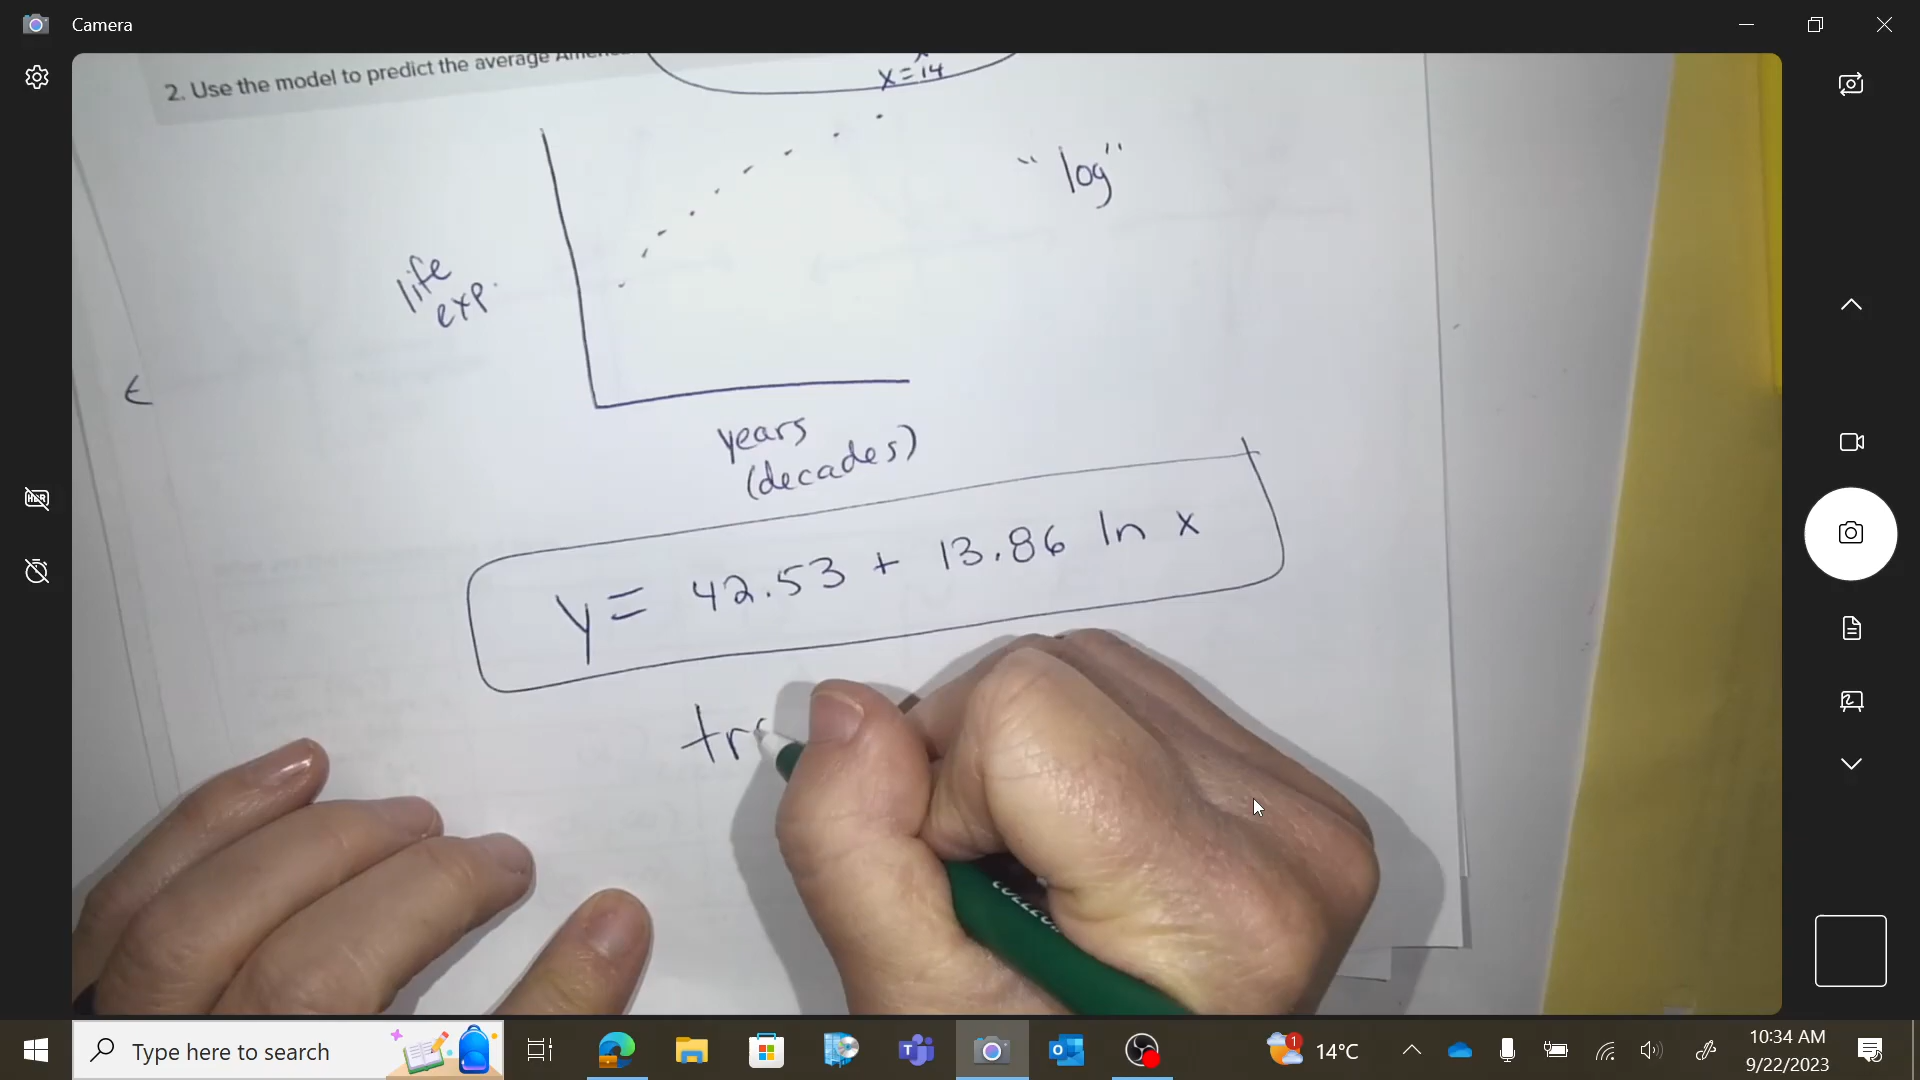 Camera
2. Use the model to predict the average
x = 14
"log"
life
exp.
years
(decades)
y = 42.53 + 13.86 ln x
Type here to search
1
14°C
10:34 AM
9/22/2023